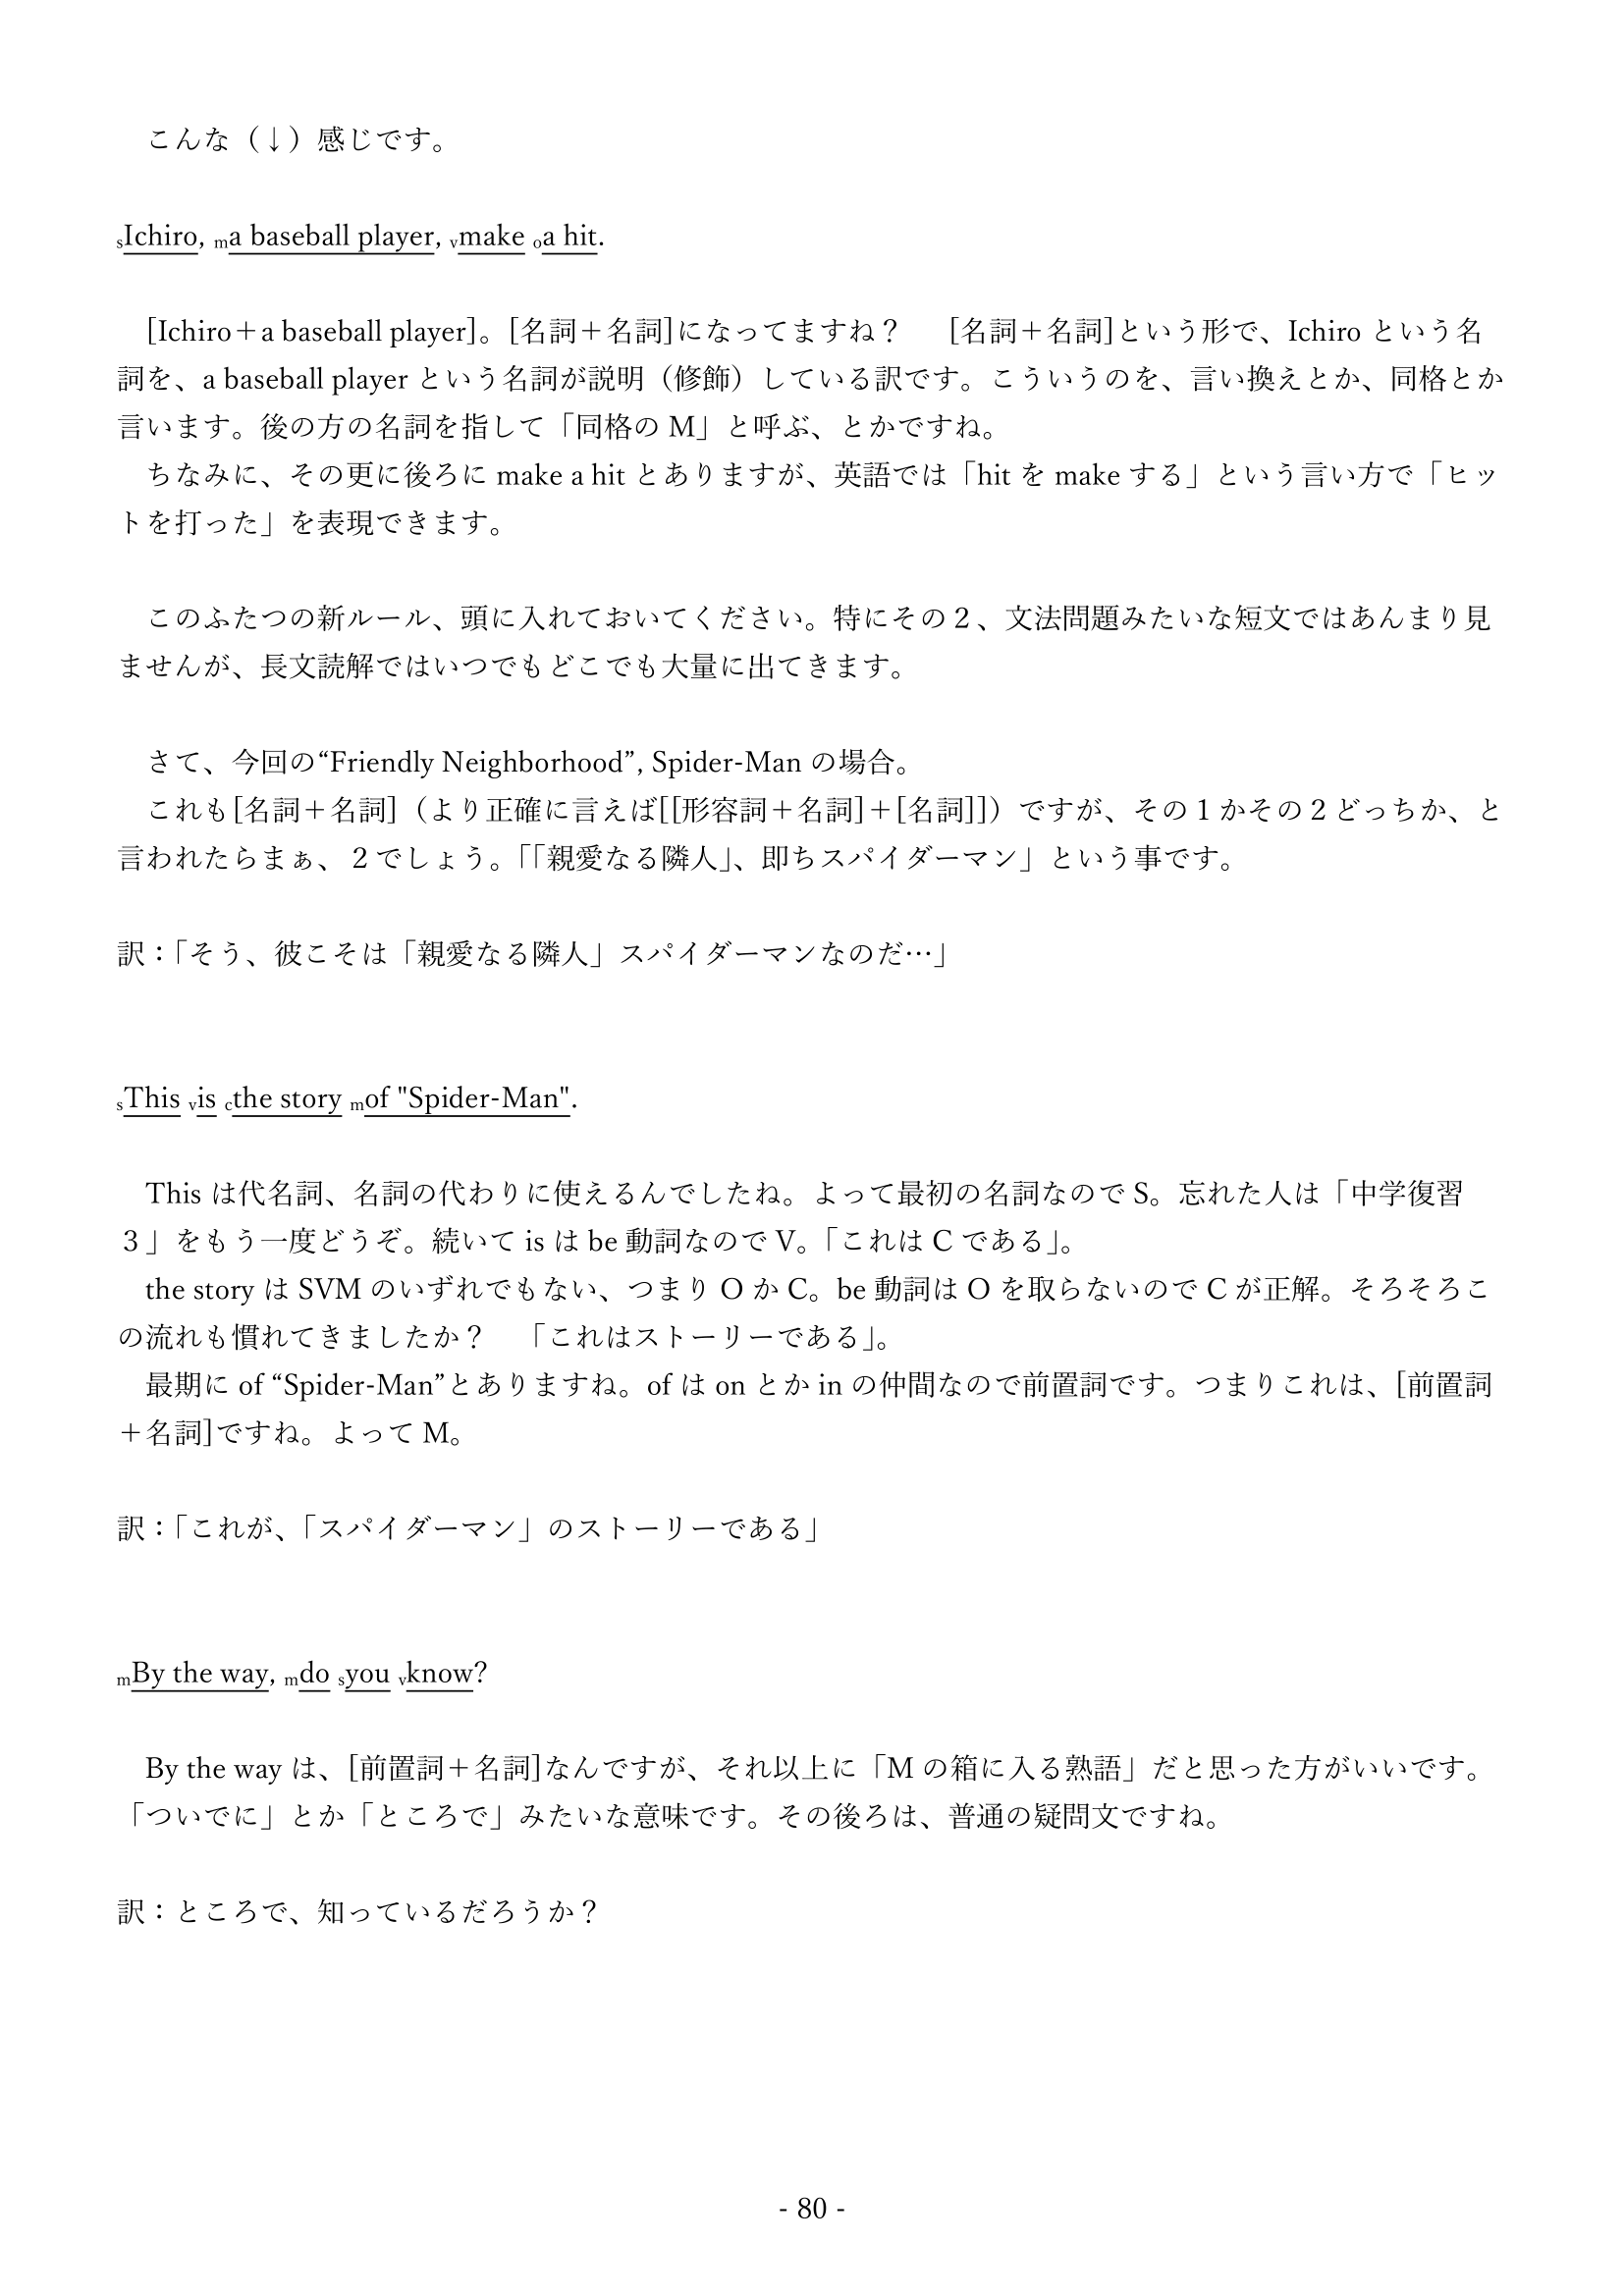 こんな（↓）感じです。
sIchiro, ma baseball player, vmake oa hit.
[Ichiro＋a baseball player]。[名詞＋名詞]になってますね？　[名詞＋名詞]という形で、Ichiro という名
詞を、a baseball player という名詞が説明（修飾）している訳です。こういうのを、言い換えとか、同格とか
言います。後の方の名詞を指して「同格の M」と呼ぶ、とかですね。
ちなみに、その更に後ろに make a hit とありますが、英語では「hit を make する」という言い方で「ヒッ
トを打った」を表現できます。
このふたつの新ルール、頭に入れておいてください。特にその２、文法問題みたいな短文ではあんまり見
ませんが、長文読解ではいつでもどこでも大量に出てきます。
さて、今回の“Friendly Neighborhood”, Spider-Man の場合。
これも[名詞＋名詞]（より正確に言えば[[形容詞＋名詞]＋[名詞]]）ですが、その１かその２どっちか、と
言われたらまぁ、２でしょう。「「親愛なる隣人」、即ちスパイダーマン」という事です。
訳：「そう、彼こそは「親愛なる隣人」スパイダーマンなのだ…」
sThis vis cthe story mof "Spider-Man".
This は代名詞、名詞の代わりに使えるんでしたね。よって最初の名詞なので S。忘れた人は「中学復習
３」をもう一度どうぞ。続いて is は be 動詞なので V。「これは C である」。
the story は SVM のいずれでもない、つまり O か C。be 動詞は O を取らないので C が正解。そろそろこ
の流れも慣れてきましたか？　「これはストーリーである」。
最期に of “Spider-Man”とありますね。of は on とか in の仲間なので前置詞です。つまりこれは、[前置詞
＋名詞]ですね。よって M。
訳：「これが、「スパイダーマン」のストーリーである」
mBy the way, mdo syou vknow?
By the way は、[前置詞＋名詞]なんですが、それ以上に「M の箱に入る熟語」だと思った方がいいです。
「ついでに」とか「ところで」みたいな意味です。その後ろは、普通の疑問文ですね。
訳：ところで、知っているだろうか？
- 80 -